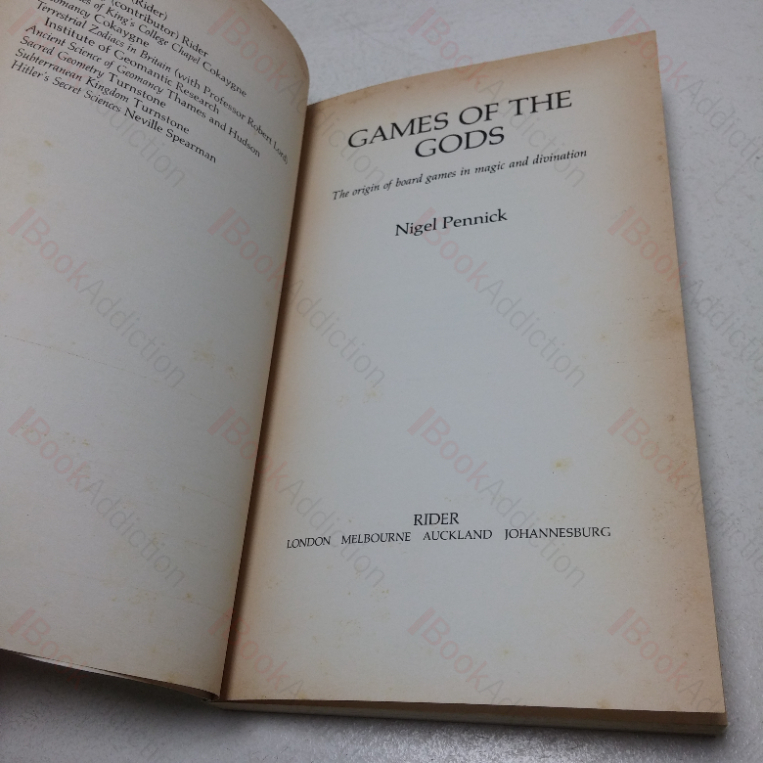 (Rider)
(contributor) Rider
of King's College Chapel Cokaygne
Cokaygne
Terrestrial Zodiacs in Britain (with Professor Robert Lord)
Institute of Geomantic Research
Ancient Science of Geomancy Thames and Hudson
Sacred Geometry Turnstone
Subterranean Kingdom Turnstone
Hitler's Secret Sciences Neville Spearman
GAMES OF THE
GODS
The origin of board games in magic and divination
Nigel Pennick
RIDER
LONDON MELBOURNE AUCKLAND JOHANNESBURG
BookAddiction